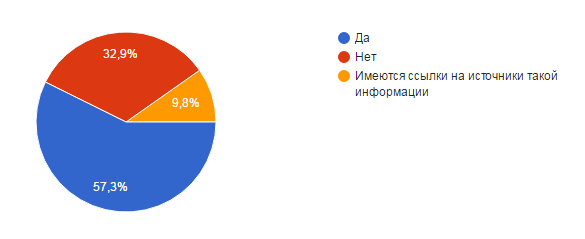 32,9%
9,8%
57,3%
Да
Нет
Имеются ссылки на источники такой
информации